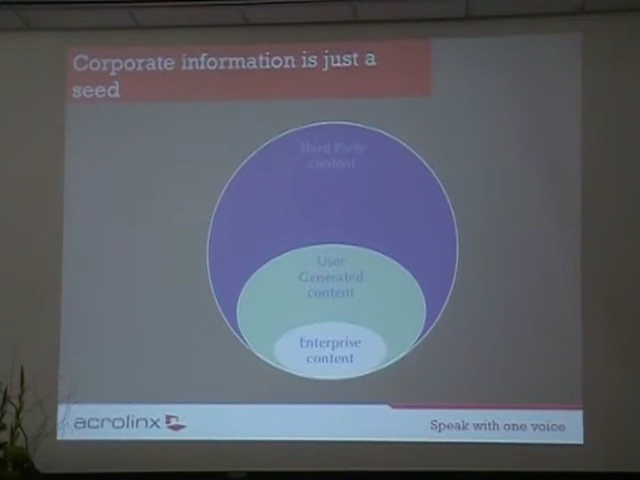 Corporate information is just a
seed
Third Party
content
User
Generated
content
Enterprise
content
acrolinx
Speak with one voice